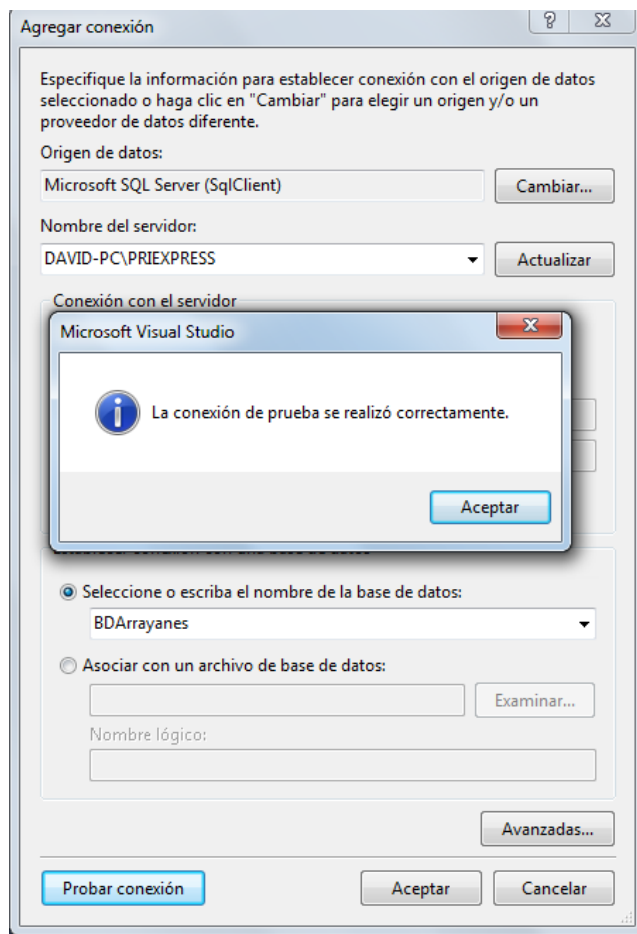 Agregar conexión
Especifique la información para establecer conexión con el origen de datos
seleccionado o haga clic en "Cambiar" para elegir un origen y/o un
proveedor de datos diferente.
Origen de datos:
Microsoft SQL Server (SqlClient)
Cambiar...
Nombre del servidor:
DAVID-PC\PRIEXPRESS
Actualizar
Conexión con el servidor
Microsoft Visual Studio
La conexión de prueba se realizó correctamente.
Aceptar
Seleccione o escriba el nombre de la base de datos:
BDArrayanes
Asociar con un archivo de base de datos:
Examinar...
Nombre lógico:
Avanzadas...
Probar conexión
Aceptar
Cancelar